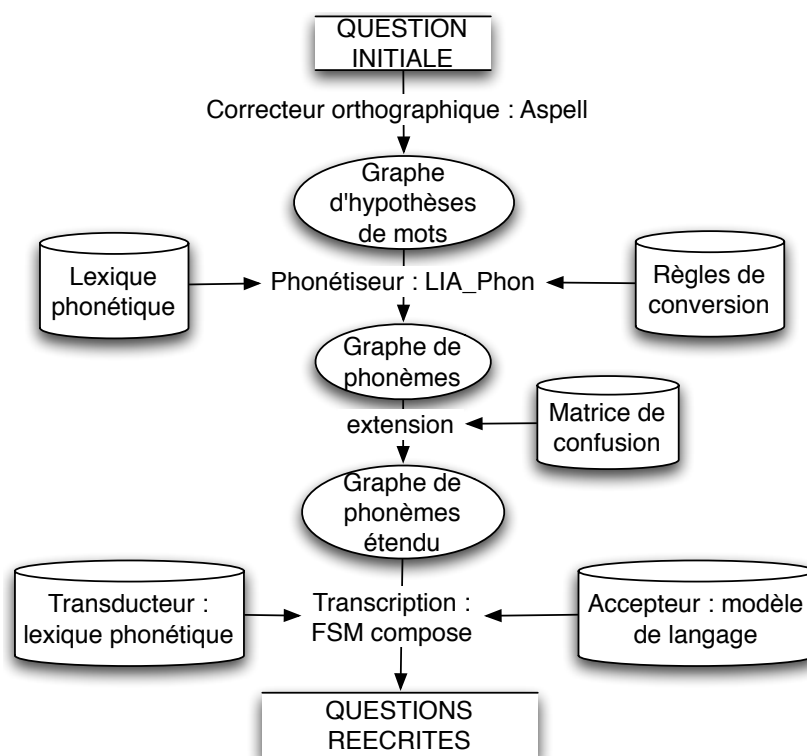 QUESTION
INITIALE
Correcteur orthographique : Aspell
Graphe
d'hypothèses
de mots
Lexique
phonétique
Phonétiseur : LIA_Phon
Règles de
conversion
Graphe de
phonèmes
extension
Matrice de
confusion
Graphe de
phonèmes
étendu
Transducteur :
lexique phonétique
Transcription :
FSM compose
Accepteur : modèle
de langage
QUESTIONS
REECRITES